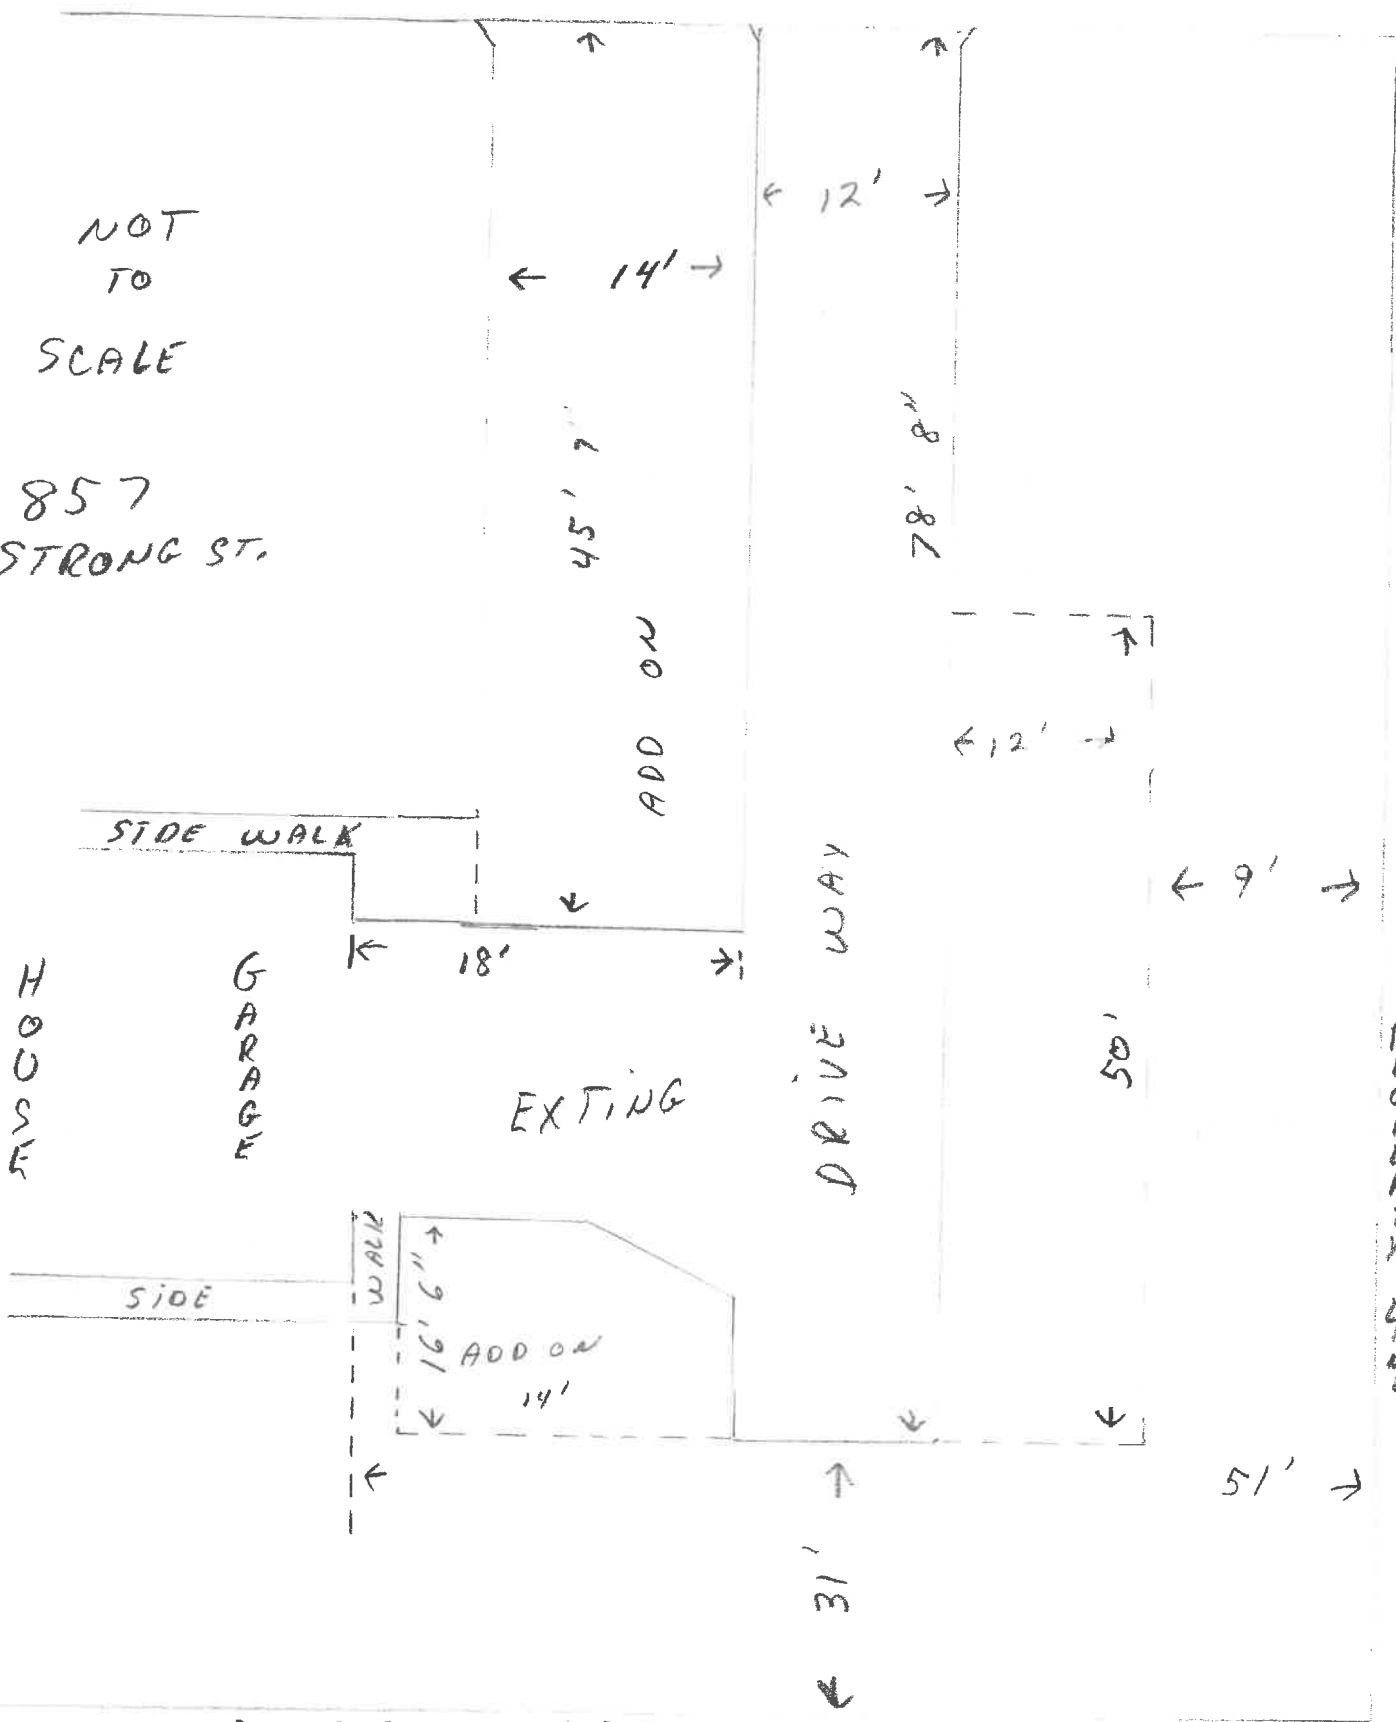 NOT
TO
SCALE
857
STRONG ST.
12'
14'
45' 7
78' 8"
ADD ON
12'
SIDE WALK
DRIVE WAY
9'
18'
HOUSE
GARAGE
EXTING
50'
WALK
SIDE
16' 6"
ADD ON
14'
51'
31'